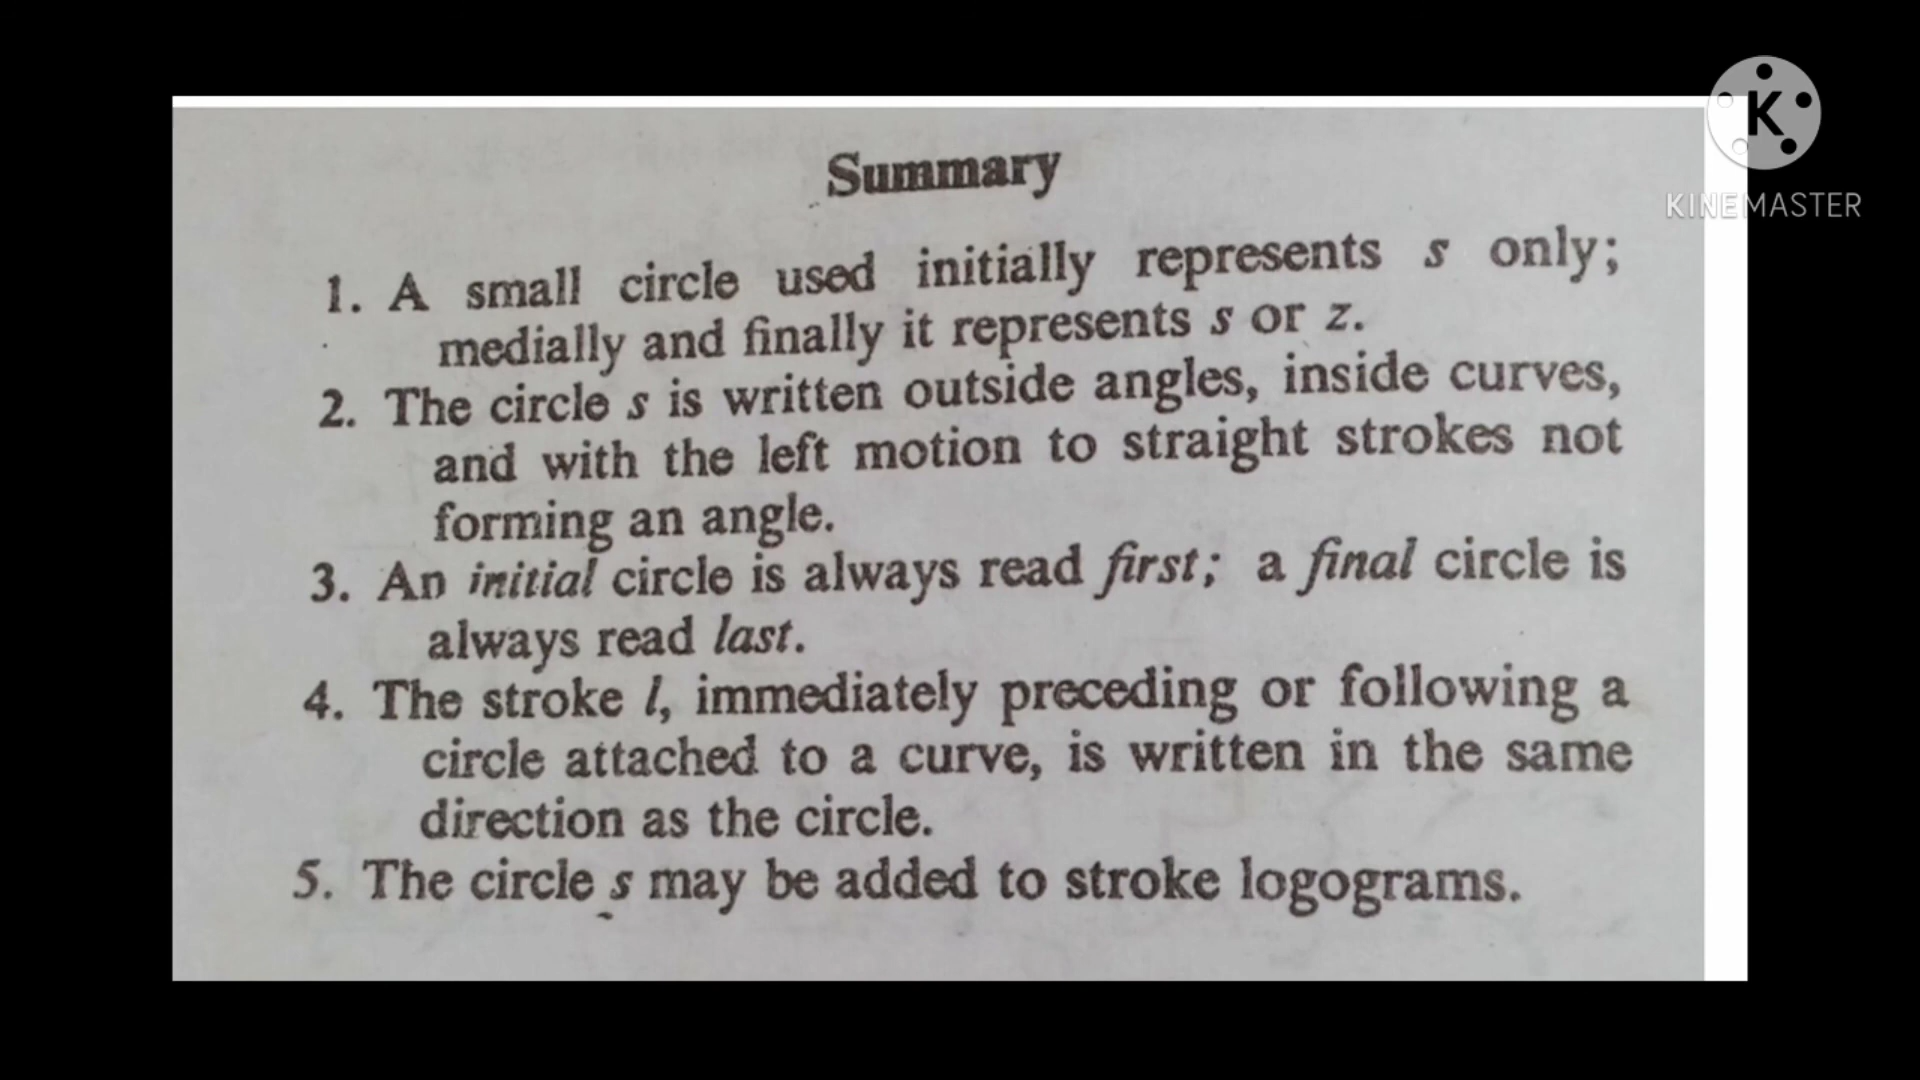 Summary
1. A small circle used initially represents s only;
medially and finally it represents s or z.
2. The circle s is written outside angles, inside curves,
and with the left motion to straight strokes not
forming an angle.
3. An initial circle is always read first; a final circle is
always read last.
4. The stroke l, immediately preceding or following a
circle attached to a curve, is written in the same
direction as the circle.
5. The circle s may be added to stroke logograms.
K
KINEMASTER